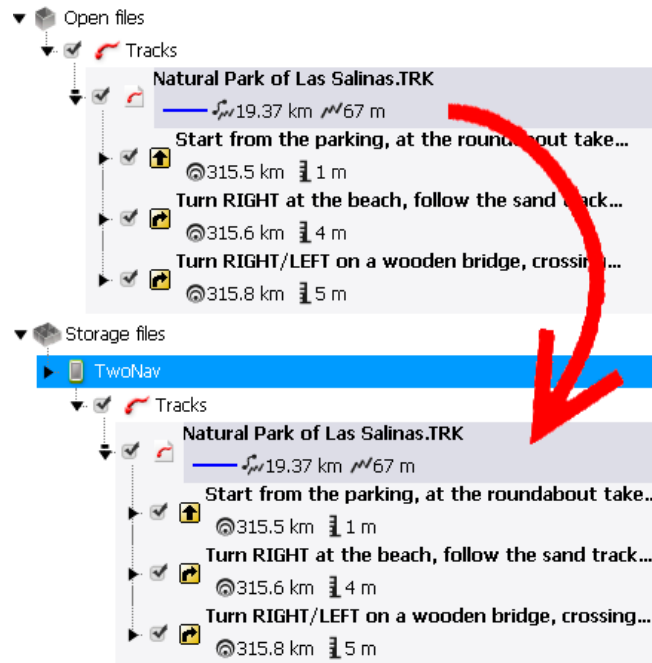 Open files
Tracks
Natural Park of Las Salinas.TRK
19.37 km 67 m
Start from the parking, at the roundabout take...
315.5 km 1 m
Turn RIGHT at the beach, follow the sand track...
315.6 km 4 m
Turn RIGHT/LEFT on a wooden bridge, crossing...
315.8 km 5 m
Storage files
TwoNav
Tracks
Natural Park of Las Salinas.TRK
19.37 km 67 m
Start from the parking, at the roundabout take..
315.5 km 1 m
Turn RIGHT at the beach, follow the sand track...
315.6 km 4 m
Turn RIGHT/LEFT on a wooden bridge, crossing...
315.8 km 5 m